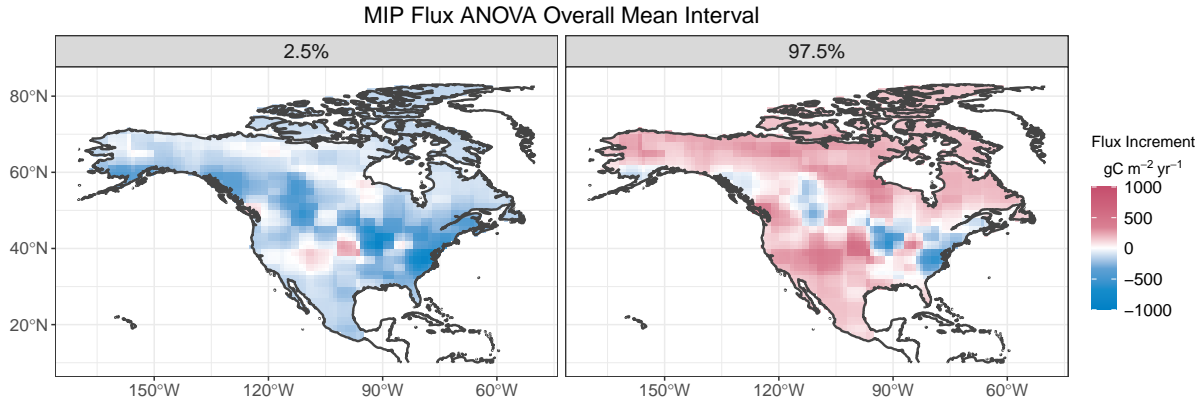 MIP Flux ANOVA Overall Mean Interval
2.5%
97.5%
80°N
60°N
40°N
20°N
150°W
120°W
90°W
60°W
150°W
120°W
90°W
60°W
Flux Increment
gC m⁻² yr⁻¹
1000
500
0
−500
−1000